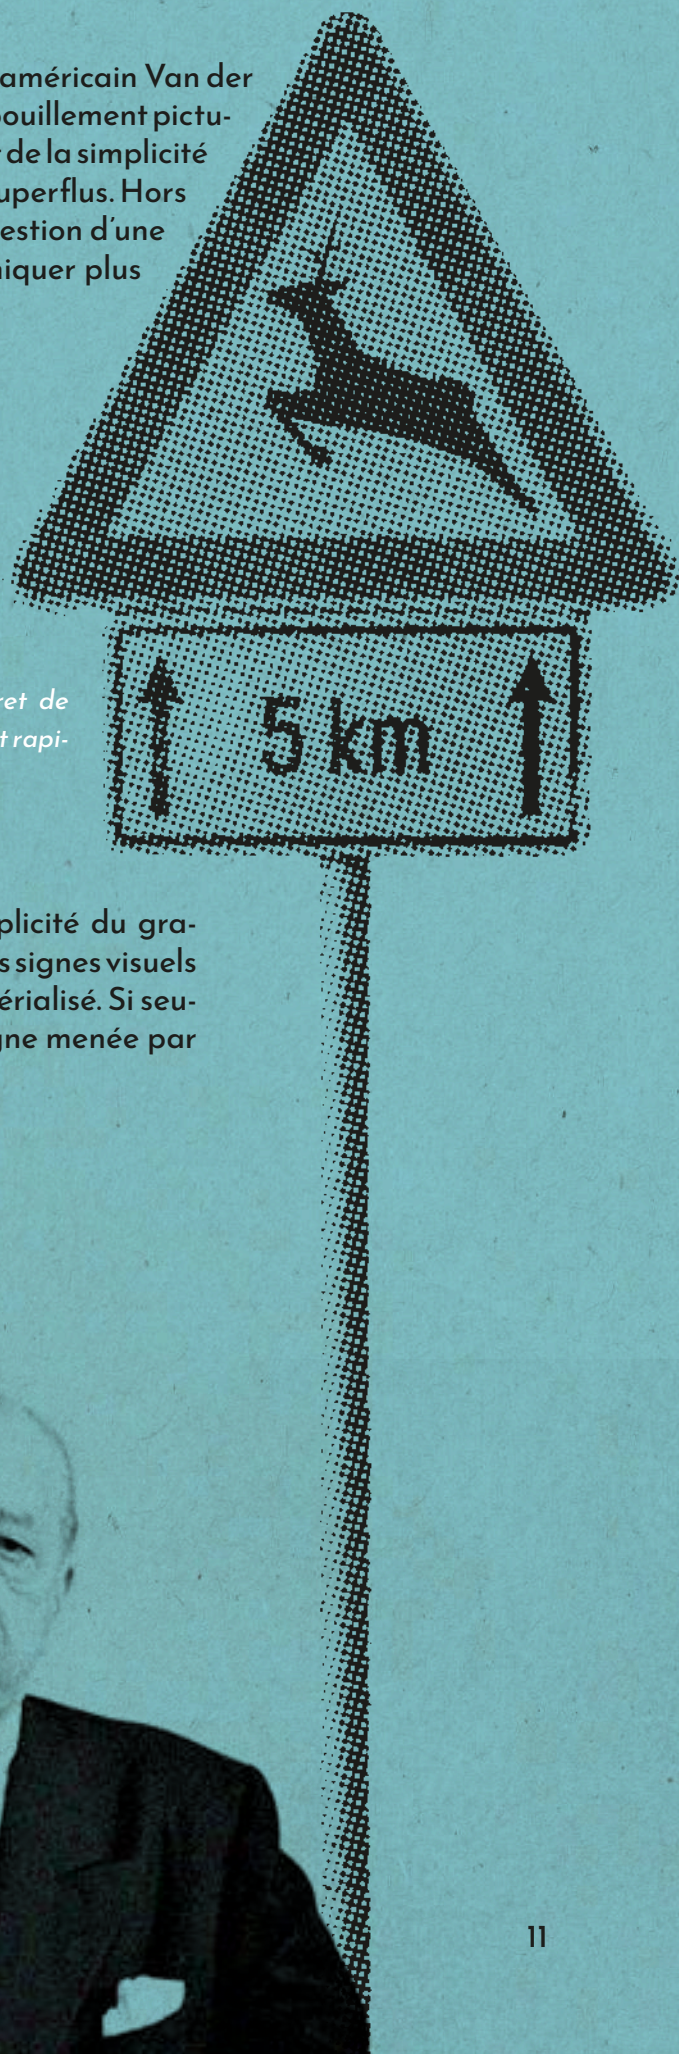 américain Van der
ouillement pictu-
de la simplicité
uperflus. Hors
estion d'une
niquer plus
5 km
ret de
t rapi-
plicité du gra-
s signes visuels
érialisé. Si seu-
gne menée par
11